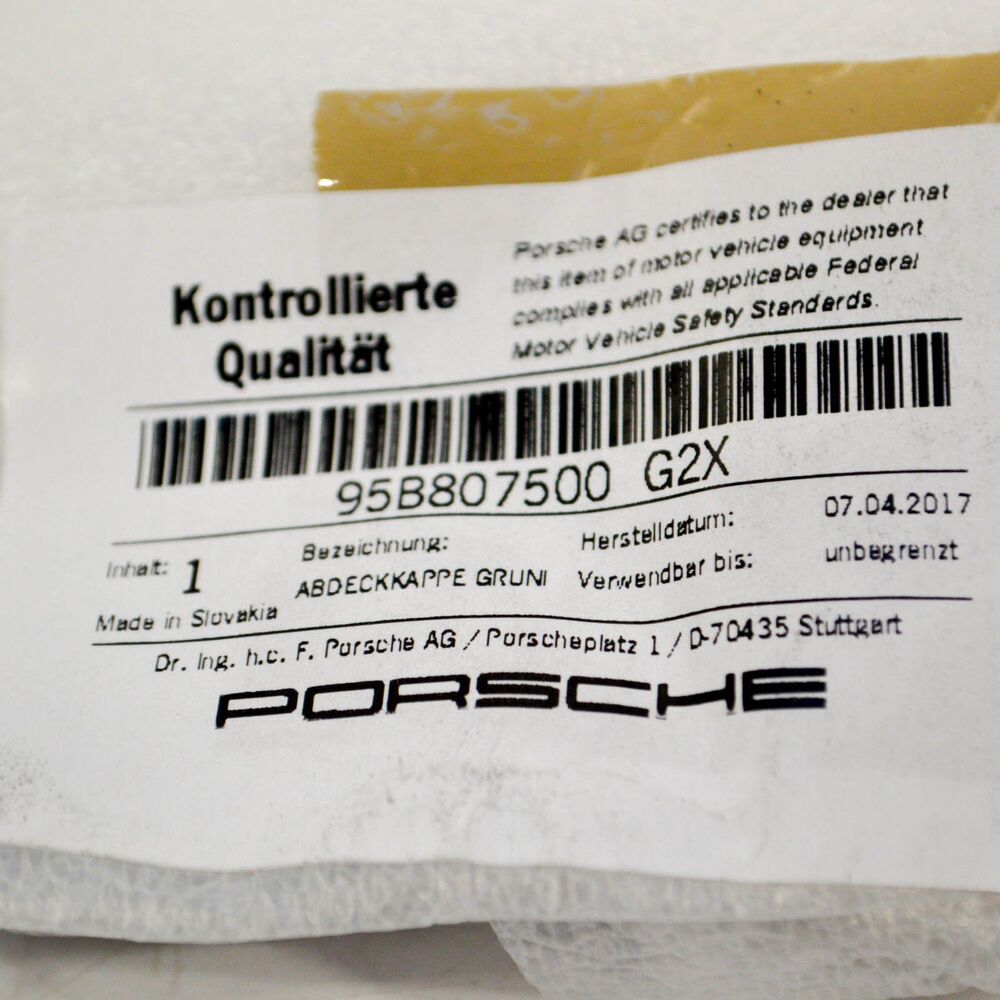 Kontrollierte
Qualität
Porsche AG certifies to the dealer that
this item of motor vehicle equipment
complies with all applicable Federal
Motor Vehicle Safety Standards.
95B807500 G2X
Inhalt: 1
Bezeichnung:
ABDECKKAPPE GRUNI
Herstelldatum: 07.04.2017
Verwendbar bis: unbegrenzt
Made in Slovakia
Dr. Ing. h.c. F. Porsche AG / Porscheplatz 1 / D-70435 Stuttgart
PORSCHE